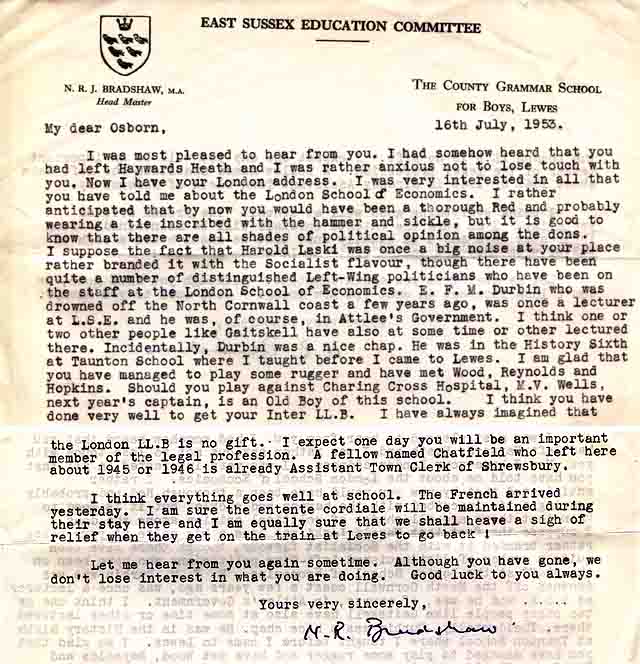 EAST SUSSEX EDUCATION COMMITTEE
N. R. J. BRADSHAW, M.A.
Head Master
THE COUNTY GRAMMAR SCHOOL
FOR BOYS, LEWES
My dear Osborn,
16th July, 1953.
I was most pleased to hear from you. I had somehow heard that you
had left Haywards Heath and I was rather anxious not to lose touch with
you. Now I have your London address. I was very interested in all that
you have told me about the London School of Economics. I rather
anticipated that by now you would have been a thorough Red and probably
wearing a tie inscribed with the hammer and sickle, but it is good to
know that there are all shades of political opinion among the dons.
I suppose the fact that Harold Laski was once a big noise at your place
rather branded it with the Socialist flavour, though there have been
quite a number of distinguished Left-Wing politicians who have been on
the staff at the London School of Economics. E. F. M. Durbin who was
drowned off the North Cornwall coast a few years ago, was once a lecturer
at L.S.E. and he was, of course, in Attlee's Government. I think one or
two other people like Gaitskell have also at some time or other lectured
there. Incidentally, Durbin was a nice chap. He was in the History Sixth
at Taunton School where I taught before I came to Lewes. I am glad that
you have managed to play some rugger and have met Wood, Reynolds and
Hopkins. Should you play against Charing Cross Hospital, M.V. Wells,
next year's captain, is an Old Boy of this school. I think you have
done very well to get your Inter LL.B. I have always imagined that
the London LL.B is no gift.. I expect one day you will be an important
member of the legal profession. A fellow named Chatfield who left here
about 1945 or 1946 is already Assistant Town Clerk of Shrewsbury.
I think everything goes well at school. The French arrived
yesterday. I am sure the entente cordiale will be maintained during
their stay here and I am equally sure that we shall heave a sigh of
relief when they get on the train at Lewes to go back !
Let me hear from you again sometime. Although you have gone, we
don't lose interest in what you are doing. Good luck to you always.
Yours very sincerely,
N.R. Bradshaw